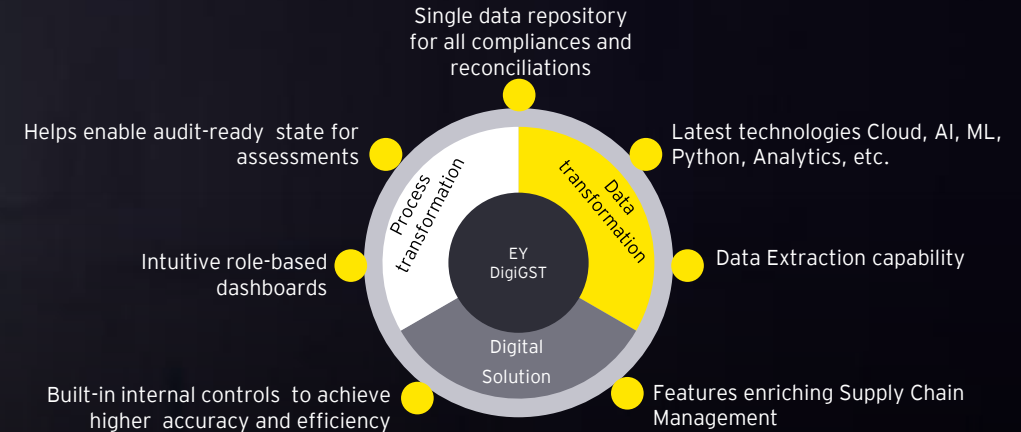 Single data repository
for all compliances and
reconciliations
Helps enable audit-ready state for
assessments
Latest technologies Cloud, AI, ML,
Python, Analytics, etc.
Process
transformation
Data
transformation
EY
DigiGST
Intuitive role-based
dashboards
Data Extraction capability
Digital
Solution
Built-in internal controls to achieve
higher accuracy and efficiency
Features enriching Supply Chain
Management